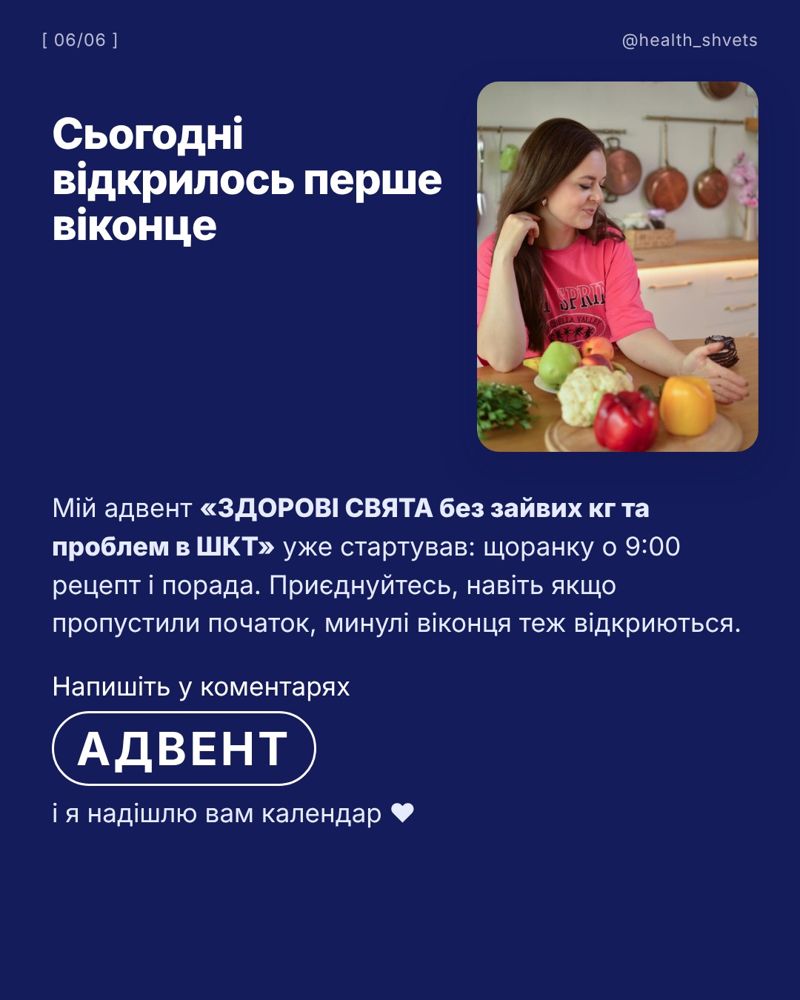 [ 06/06 ]
@health_shvets
Сьогодні
відкрилось перше
віконце
Мій адвент «ЗДОРОВІ СВЯТА без зайвих кг та
проблем в ШКТ» уже стартував: щоранку о 9:00
рецепт і порада. Приєднуйтесь, навіть якщо
пропустили початок, минулі віконця теж відкриються.
Напишіть у коментарях
АДВЕНТ
і я надішлю вам календар ♥